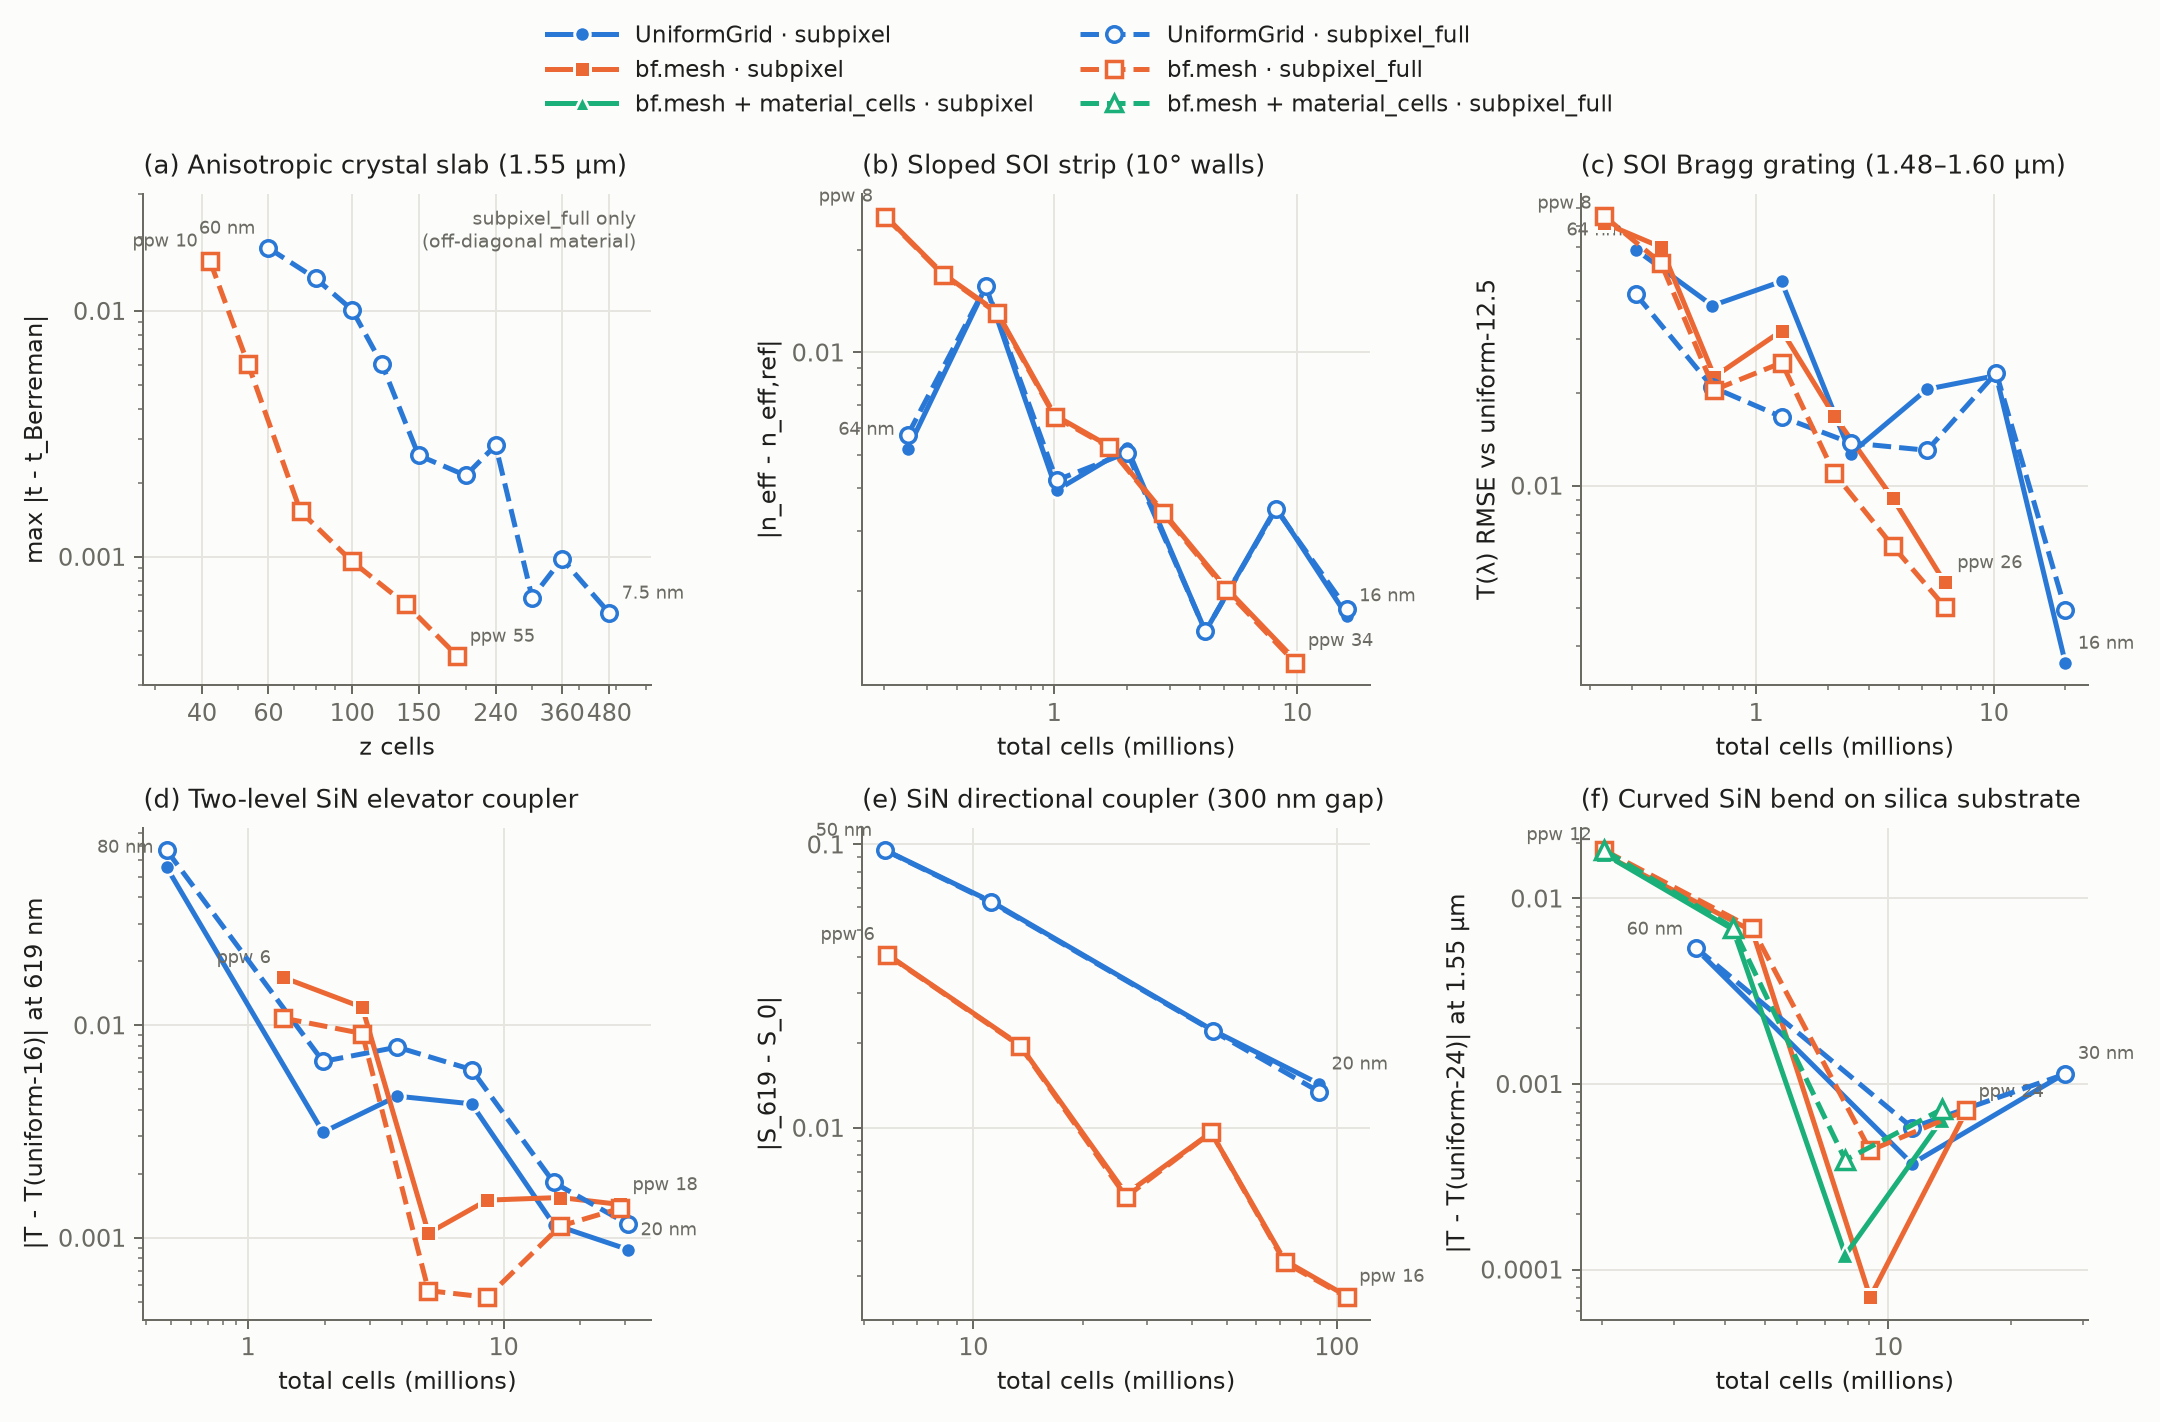 UniformGrid · subpixel
UniformGrid · subpixel_full
bf.mesh · subpixel
bf.mesh · subpixel_full
bf.mesh + material_cells · subpixel
bf.mesh + material_cells · subpixel_full
(a) Anisotropic crystal slab (1.55 µm)
max |t - t_Berreman|
0.01
0.001
ppw 10
60 nm
subpixel_full only
(off-diagonal material)
7.5 nm
ppw 55
40 60 100 150 240 360 480
z cells
(b) Sloped SOI strip (10° walls)
|n_eff - n_eff,ref|
0.01
ppw 8
64 nm
16 nm
ppw 34
1 10
total cells (millions)
(c) SOI Bragg grating (1.48–1.60 µm)
T(λ) RMSE vs uniform-12.5
0.01
ppw 8
64
ppw 26
16 nm
1 10
total cells (millions)
(d) Two-level SiN elevator coupler
|T - T(uniform-16)| at 619 nm
0.01
0.001
80 nm
ppw 6
ppw 18
20 nm
1 10
total cells (millions)
(e) SiN directional coupler (300 nm gap)
|S_619 - S_0|
0.1
0.01
50 nm
ppw 6
20 nm
ppw 16
10 100
total cells (millions)
(f) Curved SiN bend on silica substrate
|T - T(uniform-24)| at 1.55 µm
0.01
0.001
0.0001
ppw 12
60 nm
30 nm
ppw 24
10
total cells (millions)